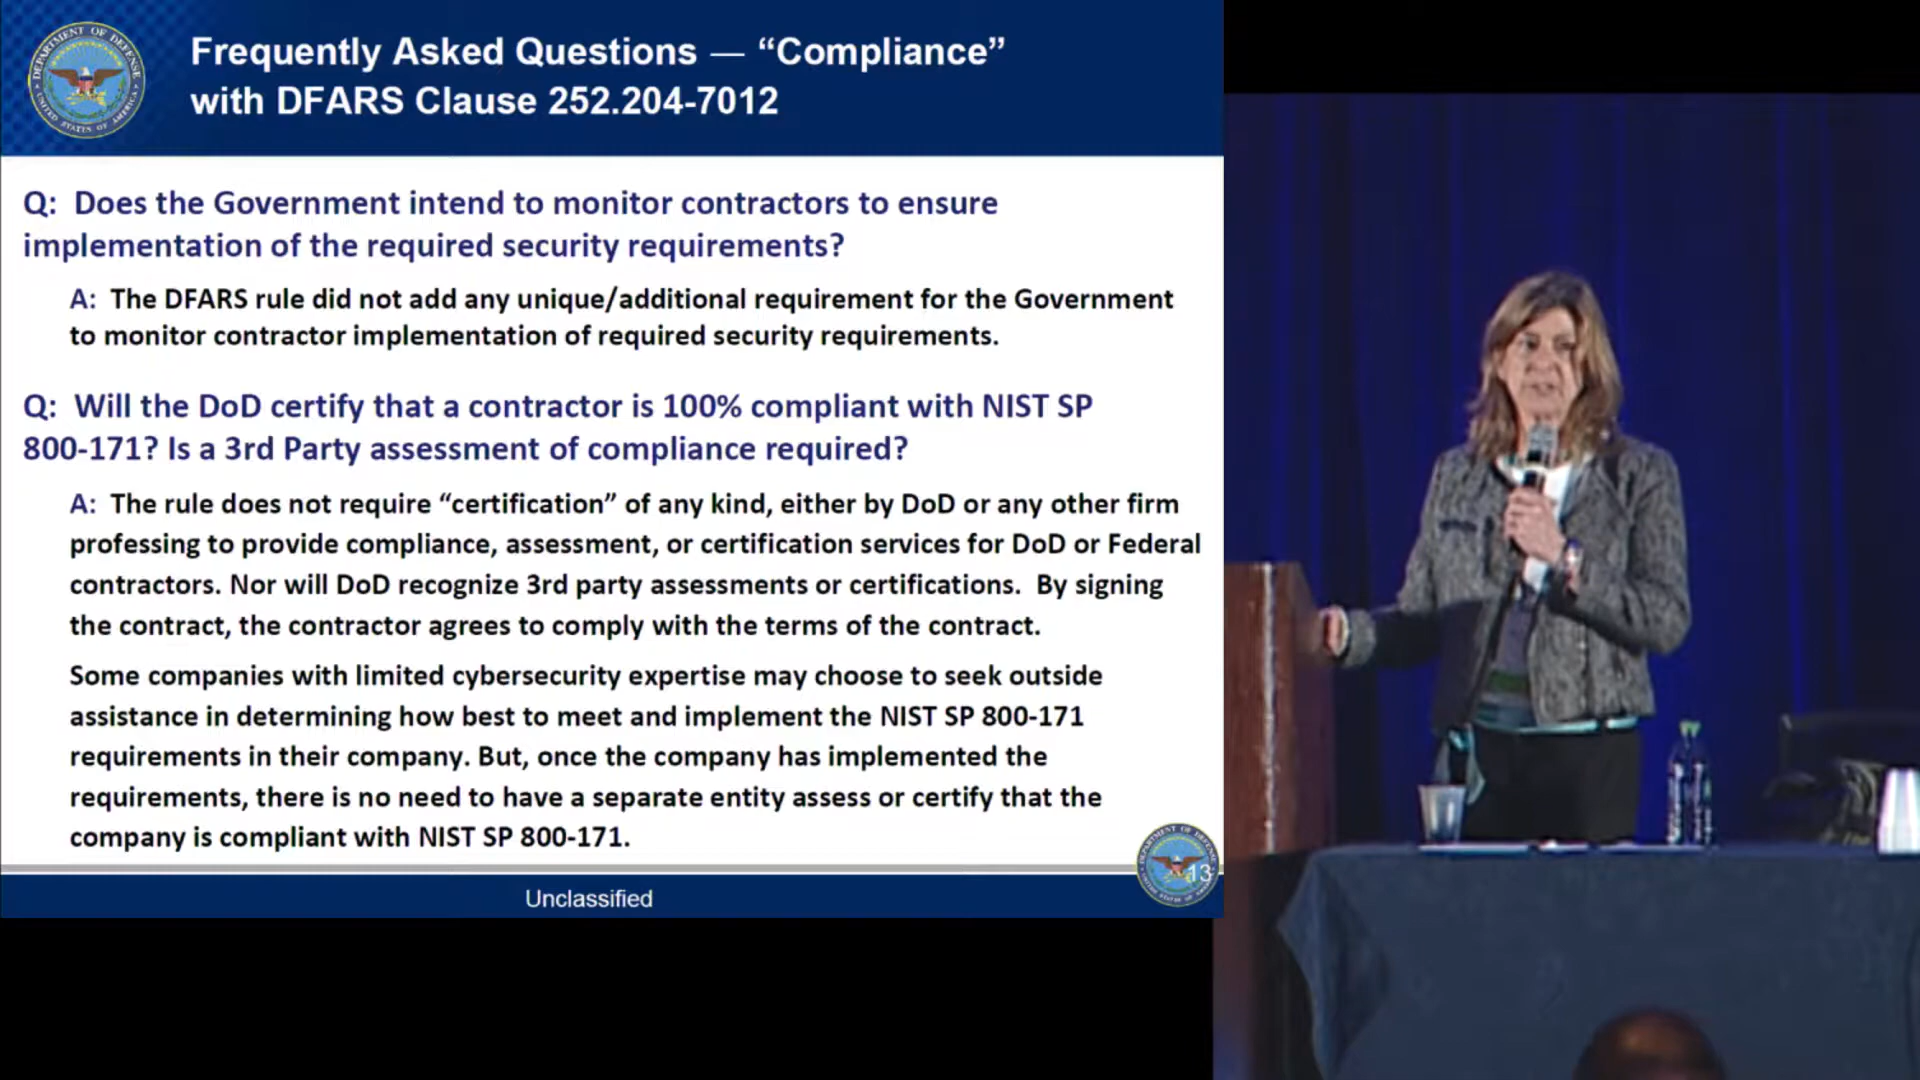 Frequently Asked Questions — “Compliance”
with DFARS Clause 252.204-7012
DEPARTMENT OF DEFENSE
UNITED STATES OF AMERICA
Q: Does the Government intend to monitor contractors to ensure
implementation of the required security requirements?
A: The DFARS rule did not add any unique/additional requirement for the Government
to monitor contractor implementation of required security requirements.
Q: Will the DoD certify that a contractor is 100% compliant with NIST SP
800-171? Is a 3rd Party assessment of compliance required?
A: The rule does not require “certification” of any kind, either by DoD or any other firm
professing to provide compliance, assessment, or certification services for DoD or Federal
contractors. Nor will DoD recognize 3rd party assessments or certifications. By signing
the contract, the contractor agrees to comply with the terms of the contract.
Some companies with limited cybersecurity expertise may choose to seek outside
assistance in determining how best to meet and implement the NIST SP 800-171
requirements in their company. But, once the company has implemented the
requirements, there is no need to have a separate entity assess or certify that the
company is compliant with NIST SP 800-171.
13
Unclassified